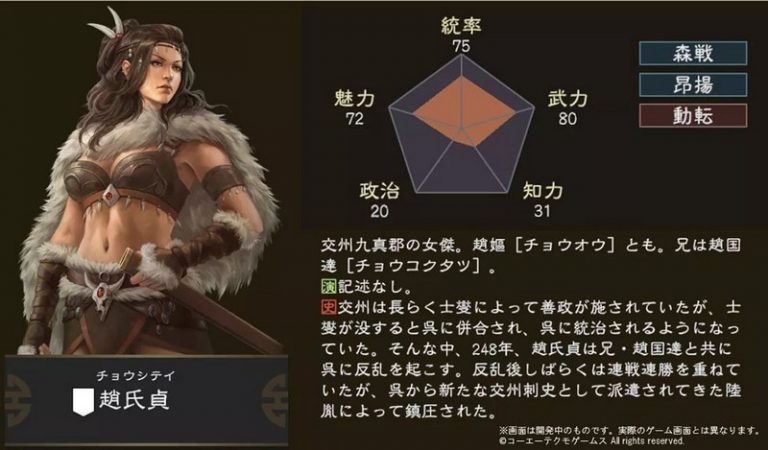 統率
75
魅力
72
武力
80
政治
20
知力
31
森戦
昂揚
動転
交州九真郡の女傑。趙嫗［チョウオウ］とも。兄は趙国
達［チョウコクタツ］。
演記述なし。
史交州は長らく士燮によって善政が施されていたが、士
燮が没すると呉に併合され、呉に統治されるようになっ
ていた。そんな中、248年、趙氏貞は兄・趙国達と共に
呉に反乱を起こす。反乱後しばらくは連戦連勝を重ねて
いたが、呉から新たな交州刺史として派遣されてきた陸
胤によって鎮圧された。
チョウシテイ
趙氏貞
※画面は開発中のものです。実際のゲーム画面とは異なります。
©コーエーテクモゲームス All rights reserved.